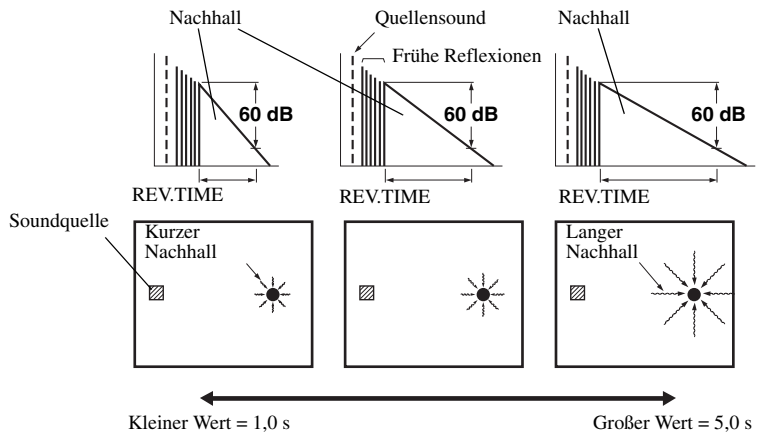 Nachhall
Quellensound
Nachhall
Frühe Reflexionen
60 dB
60 dB
60 dB
REV.TIME
REV.TIME
REV.TIME
Soundquelle
Kurzer
Nachhall
Langer
Nachhall
Kleiner Wert = 1,0 s
Großer Wert = 5,0 s